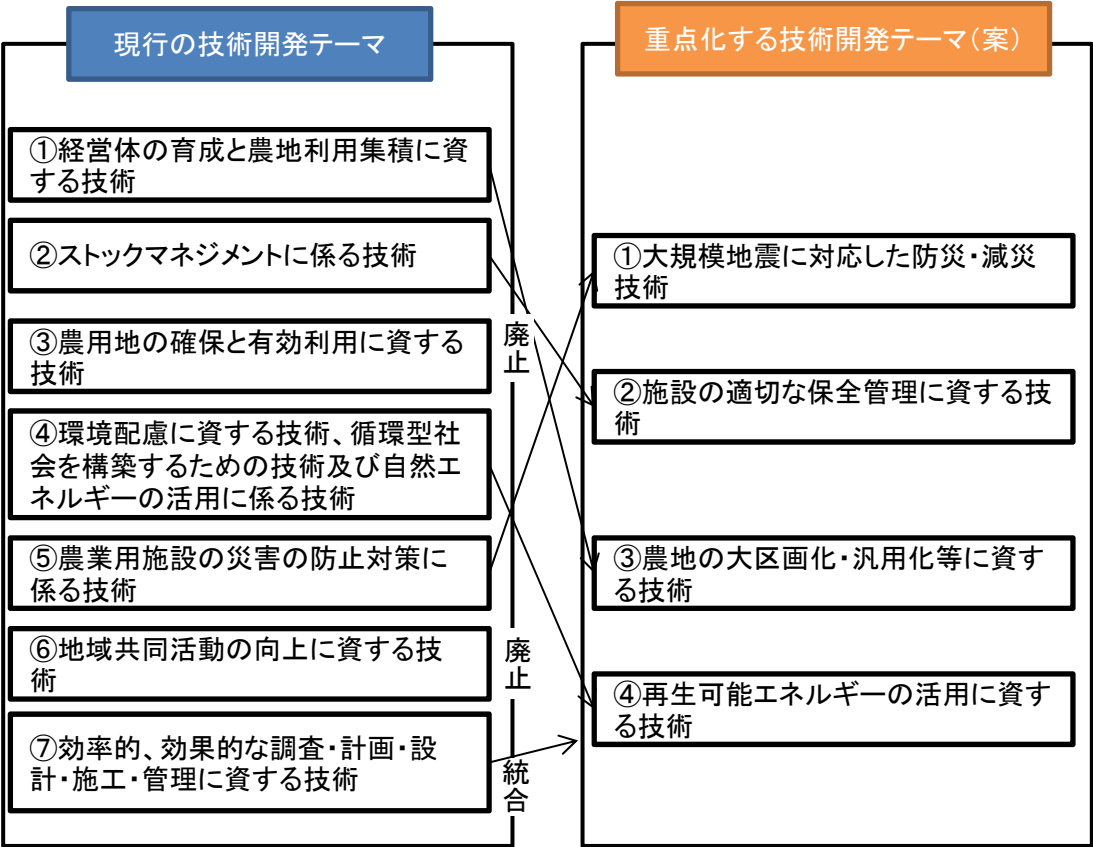 現行の技術開発テーマ
①経営体の育成と農地利用集積に資
する技術
②ストックマネジメントに係る技術
③農用地の確保と有効利用に資する
技術
廃止
④環境配慮に資する技術、循環型社
会を構築するための技術及び自然エ
ネルギーの活用に係る技術
⑤農業用施設の災害の防止対策に
係る技術
⑥地域共同活動の向上に資する技
術
廃止
⑦効率的、効果的な調査・計画・設
計・施工・管理に資する技術
統合
重点化する技術開発テーマ(案)
①大規模地震に対応した防災・減災
技術
②施設の適切な保全管理に資する技
術
③農地の大区画化・汎用化等に資す
る技術
④再生可能エネルギーの活用に資す
る技術